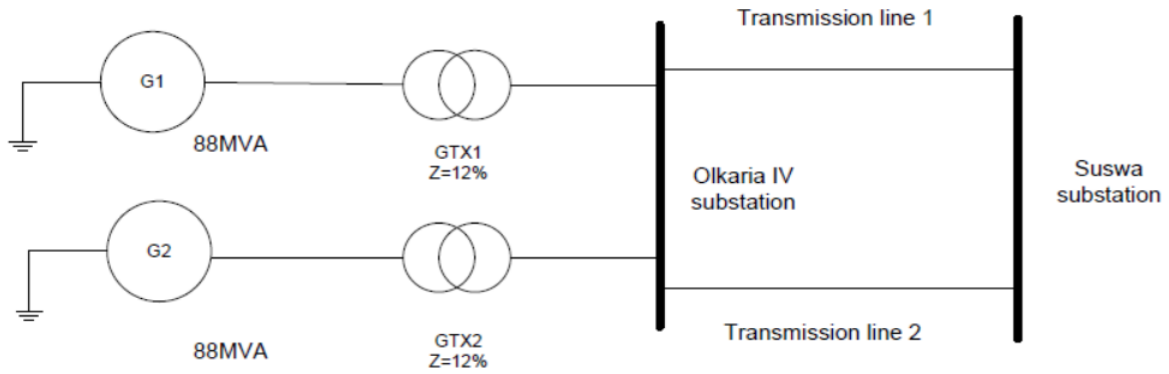 Transmission line 1
G1
88MVA
GTX1
Z=12%
Olkaria IV
substation
Suswa
substation
G2
88MVA
GTX2
Z=12%
Transmission line 2